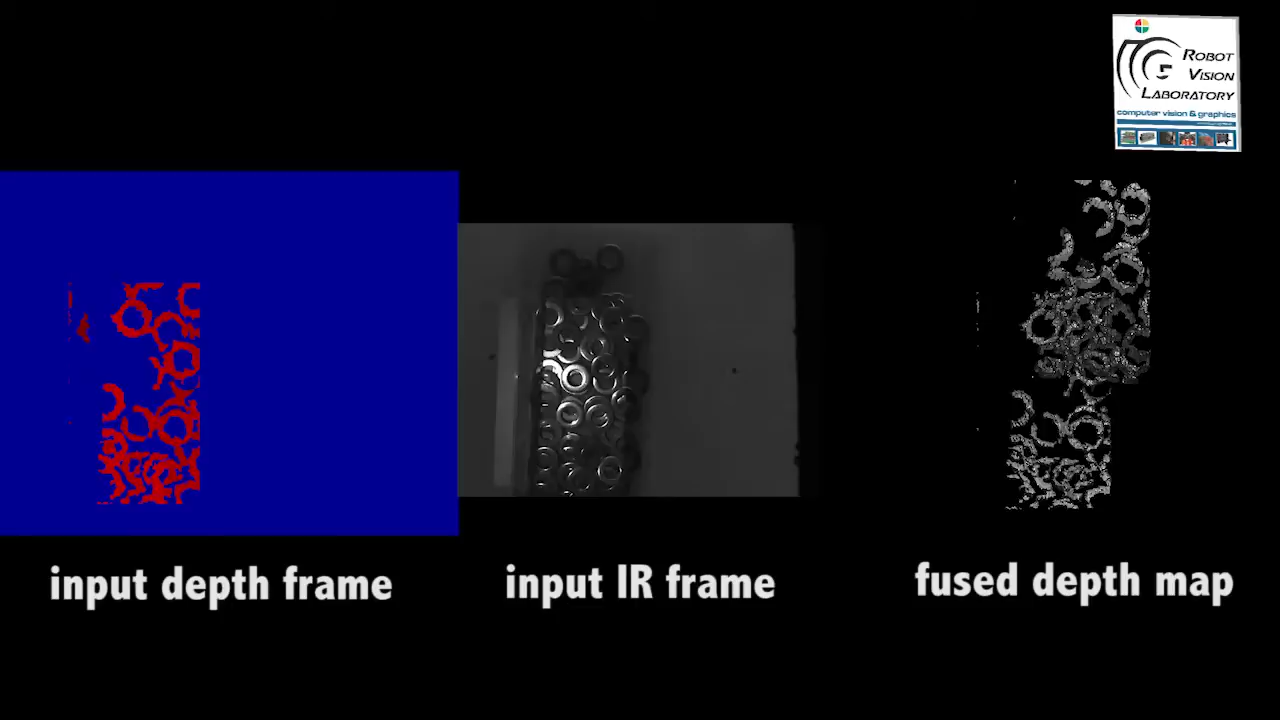 ROBOT
VISION
LABORATORY
computer vision & graphics
input depth frame
input IR frame
fused depth map